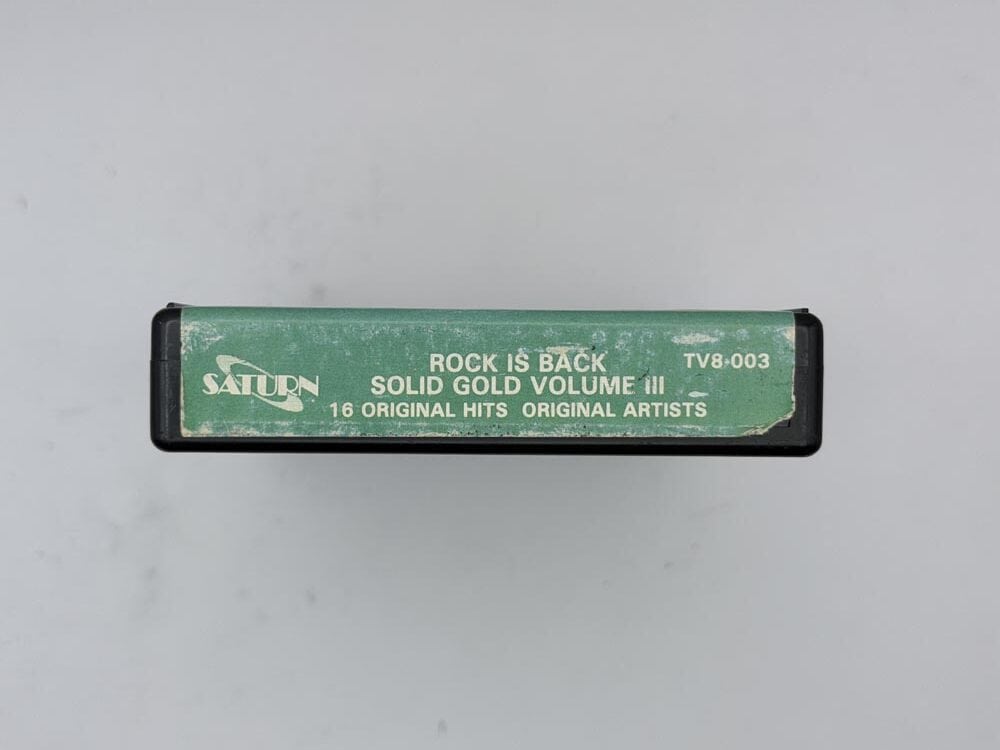 SATURN
ROCK IS BACK
TV8-003
SOLID GOLD VOLUME III
16 ORIGINAL HITS ORIGINAL ARTISTS